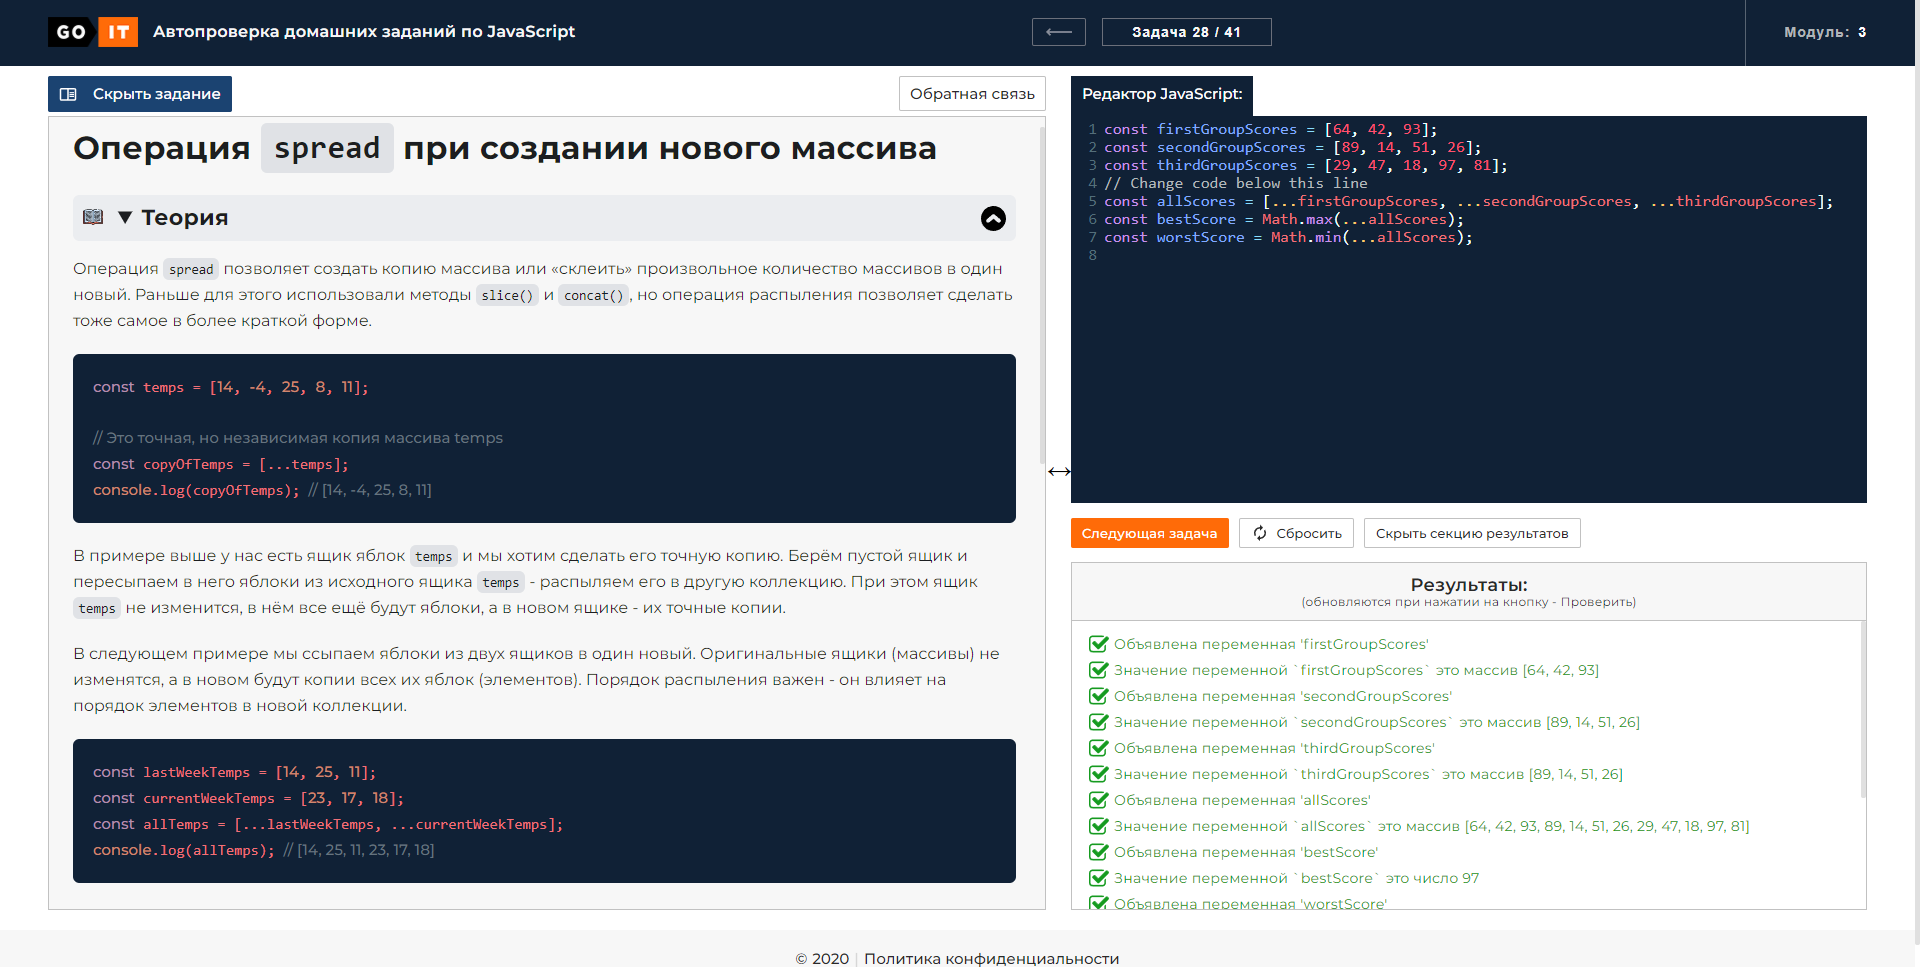 GO IT
Автопроверка домашних заданий по JavaScript
Задача 28 / 41
Модуль: 3
Скрыть задание
Обратная связь
Операция spread при создании нового массива
Теория
Операция spread позволяет создать копию массива или «склеить» произвольное количество массивов в один
новый. Раньше для этого использовали методы slice() и concat(), но операция распыления позволяет сделать
тоже самое в более краткой форме.
const temps = [14, -4, 25, 8, 11];
// Это точная, но независимая копия массива temps
const copyOfTemps = [...temps];
console.log(copyOfTemps); // [14, -4, 25, 8, 11]
В примере выше у нас есть ящик яблок temps и мы хотим сделать его точную копию. Берём пустой ящик и
пересыпаем в него яблоки из исходного ящика temps - распыляем его в другую коллекцию. При этом ящик
temps не изменится, в нём все ещё будут яблоки, а в новом ящике - их точные копии.
В следующем примере мы ссыпаем яблоки из двух ящиков в один новый. Оригинальные ящики (массивы) не
изменятся, а в новом будут копии всех их яблок (элементов). Порядок распыления важен - он влияет на
порядок элементов в новой коллекции.
const lastWeekTemps = [14, 25, 11];
const currentWeekTemps = [23, 17, 18];
const allTemps = [...lastWeekTemps, ...currentWeekTemps];
console.log(allTemps); // [14, 25, 11, 23, 17, 18]
Редактор JavaScript:
1 const firstGroupScores = [64, 42, 93];
2 const secondGroupScores = [89, 14, 51, 26];
3 const thirdGroupScores = [29, 47, 18, 97, 81];
4 // Change code below this line
5 const allScores = [...firstGroupScores, ...secondGroupScores, ...thirdGroupScores];
6 const bestScore = Math.max(...allScores);
7 const worstScore = Math.min(...allScores);
8
Следующая задача
Сбросить
Скрыть секцию результатов
Результаты:
(обновляются при нажатии на кнопку - Проверить)
Объявлена переменная 'firstGroupScores'
Значение переменной `firstGroupScores` это массив [64, 42, 93]
Объявлена переменная 'secondGroupScores'
Значение переменной `secondGroupScores` это массив [89, 14, 51, 26]
Объявлена переменная 'thirdGroupScores'
Значение переменной `thirdGroupScores` это массив [89, 14, 51, 26]
Объявлена переменная 'allScores'
Значение переменной `allScores` это массив [64, 42, 93, 89, 14, 51, 26, 29, 47, 18, 97, 81]
Объявлена переменная 'bestScore'
Значение переменной `bestScore` это число 97
Объявлена переменная 'worstScore'
© 2020 | Политика конфиденциальности